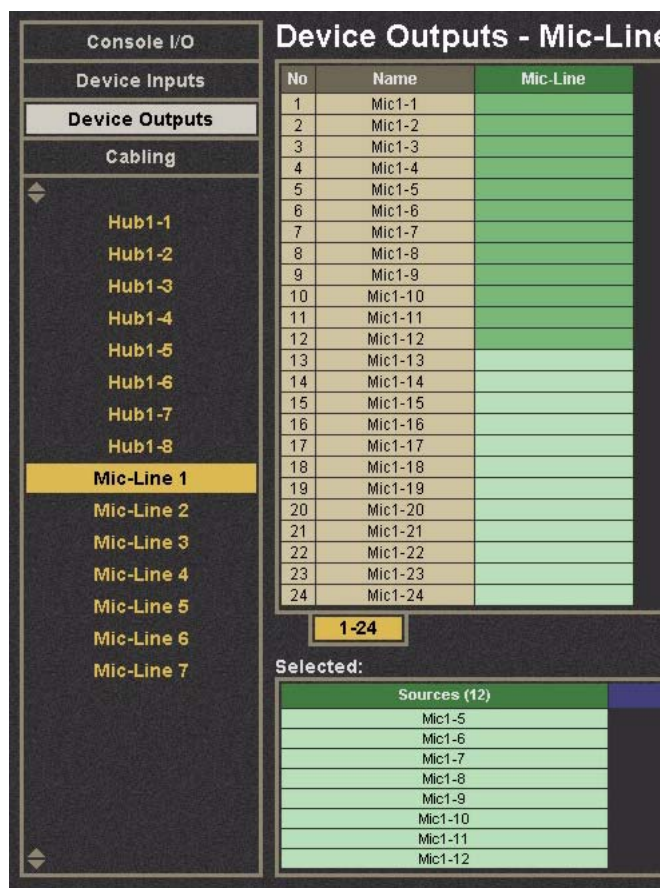 Console I/O
Device Inputs
Device Outputs
Cabling
Hub1-1
Hub1-2
Hub1-3
Hub1-4
Hub1-5
Hub1-6
Hub1-7
Hub1-8
Mic-Line 1
Mic-Line 2
Mic-Line 3
Mic-Line 4
Mic-Line 5
Mic-Line 6
Mic-Line 7
Device Outputs - Mic-Line
No Name Mic-Line
1 Mic1-1
2 Mic1-2
3 Mic1-3
4 Mic1-4
5 Mic1-5
6 Mic1-6
7 Mic1-7
8 Mic1-8
9 Mic1-9
10 Mic1-10
11 Mic1-11
12 Mic1-12
13 Mic1-13
14 Mic1-14
15 Mic1-15
16 Mic1-16
17 Mic1-17
18 Mic1-18
19 Mic1-19
20 Mic1-20
21 Mic1-21
22 Mic1-22
23 Mic1-23
24 Mic1-24
1-24
Selected:
Sources (12)
Mic1-5
Mic1-6
Mic1-7
Mic1-8
Mic1-9
Mic1-10
Mic1-11
Mic1-12